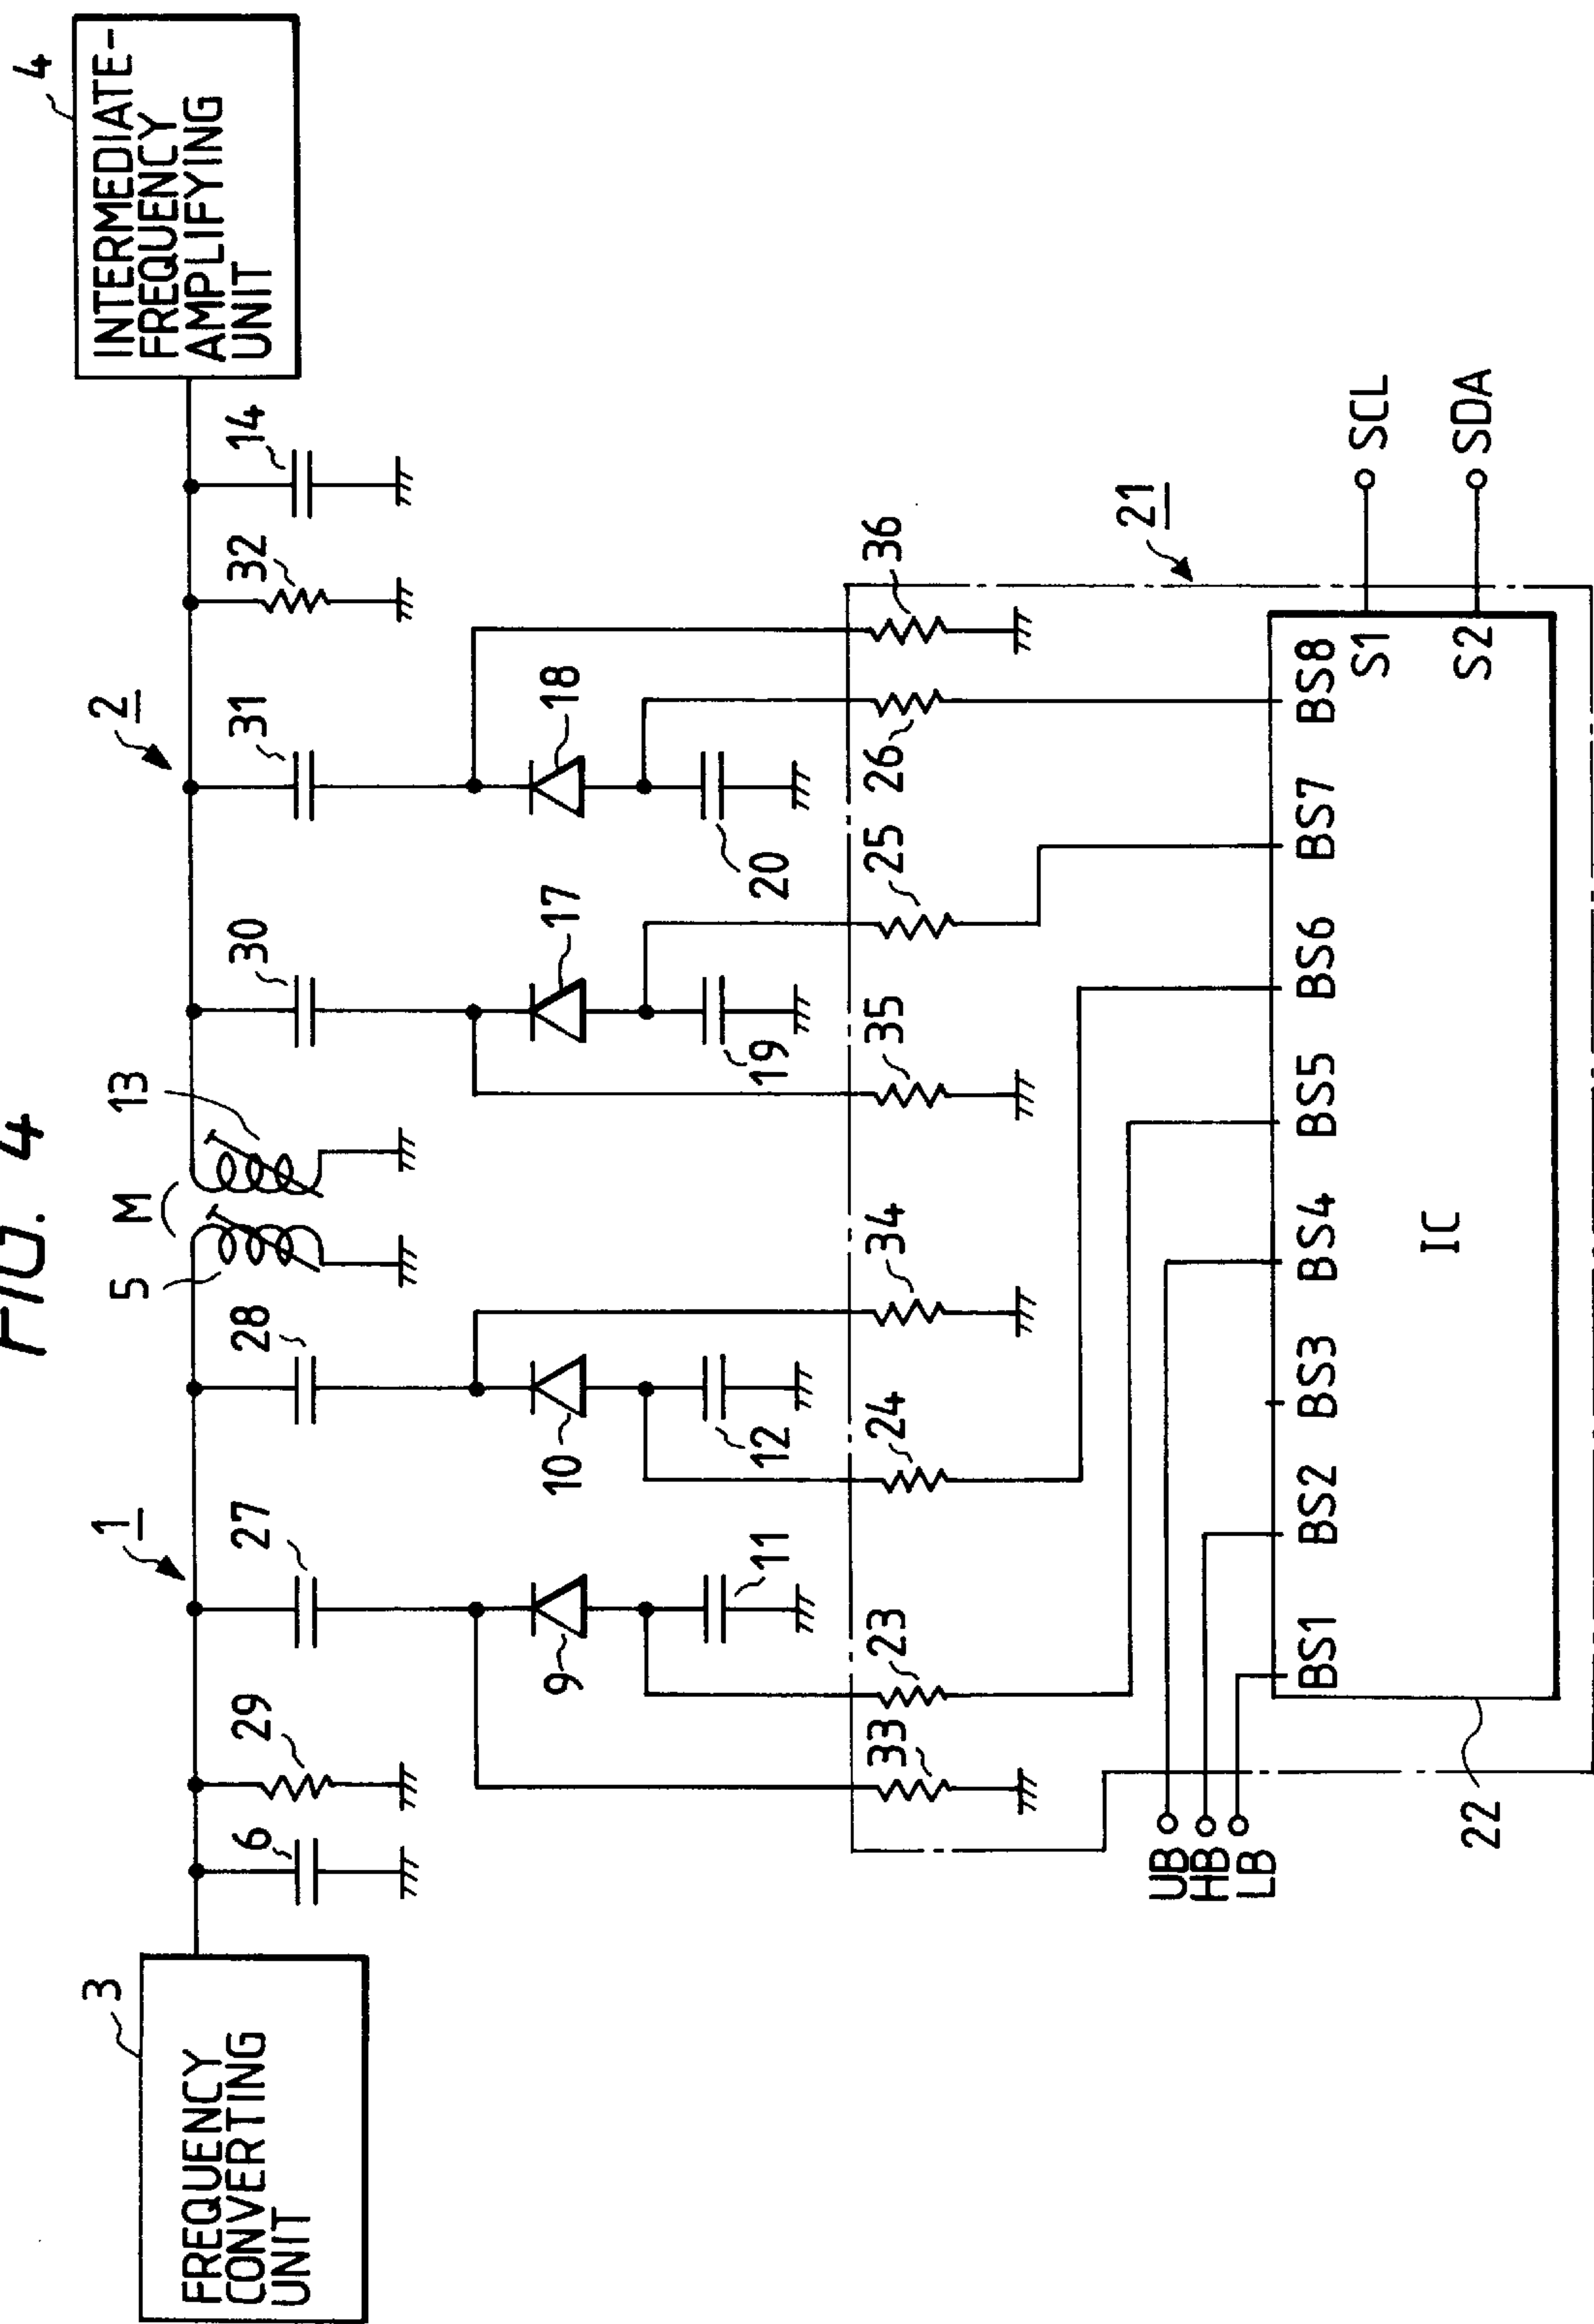 FIG. 4
3
FREQUENCY
CONVERTING
UNIT
4
INTERMEDIATE-
FREQUENCY
AMPLIFYING
UNIT
1
2
5
M
13
6
29
27
28
30
31
32
14
9
10
17
18
11
12
19
20
33
23
24
34
35
25
26
36
21
UB
HB
LB
BS1
BS2
BS3
BS4
BS5
BS6
BS7
BS8
S1
SCL
S2
SDA
IC
22